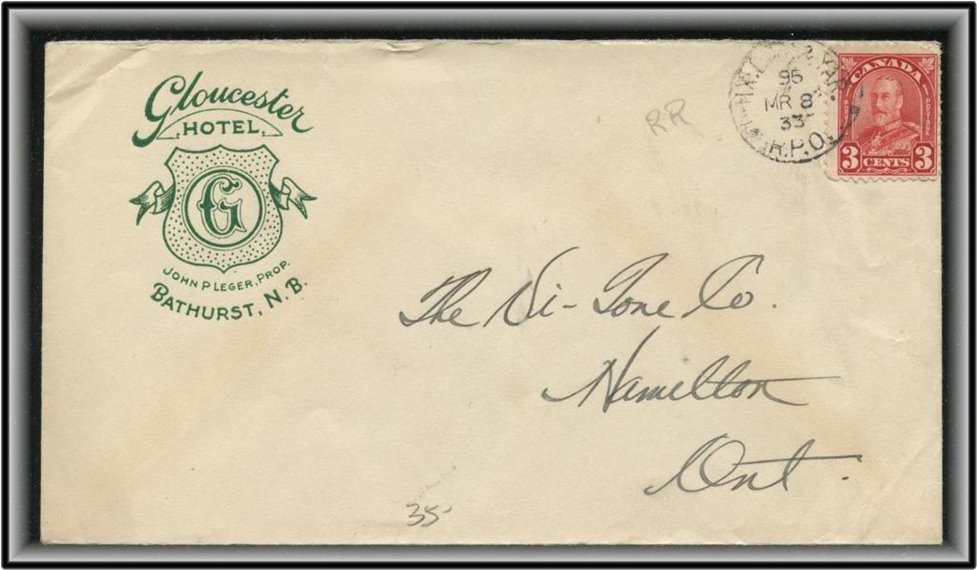 Gloucester
HOTEL
G
JOHN P LEGER, PROP.
BATHURST, N.B.
RR
95
MR 8
33
R.P.O.
CANADA
POSTAGE
3 CENTS 3
The Vi-Tone Co.
Hamilton
Ont.
35-